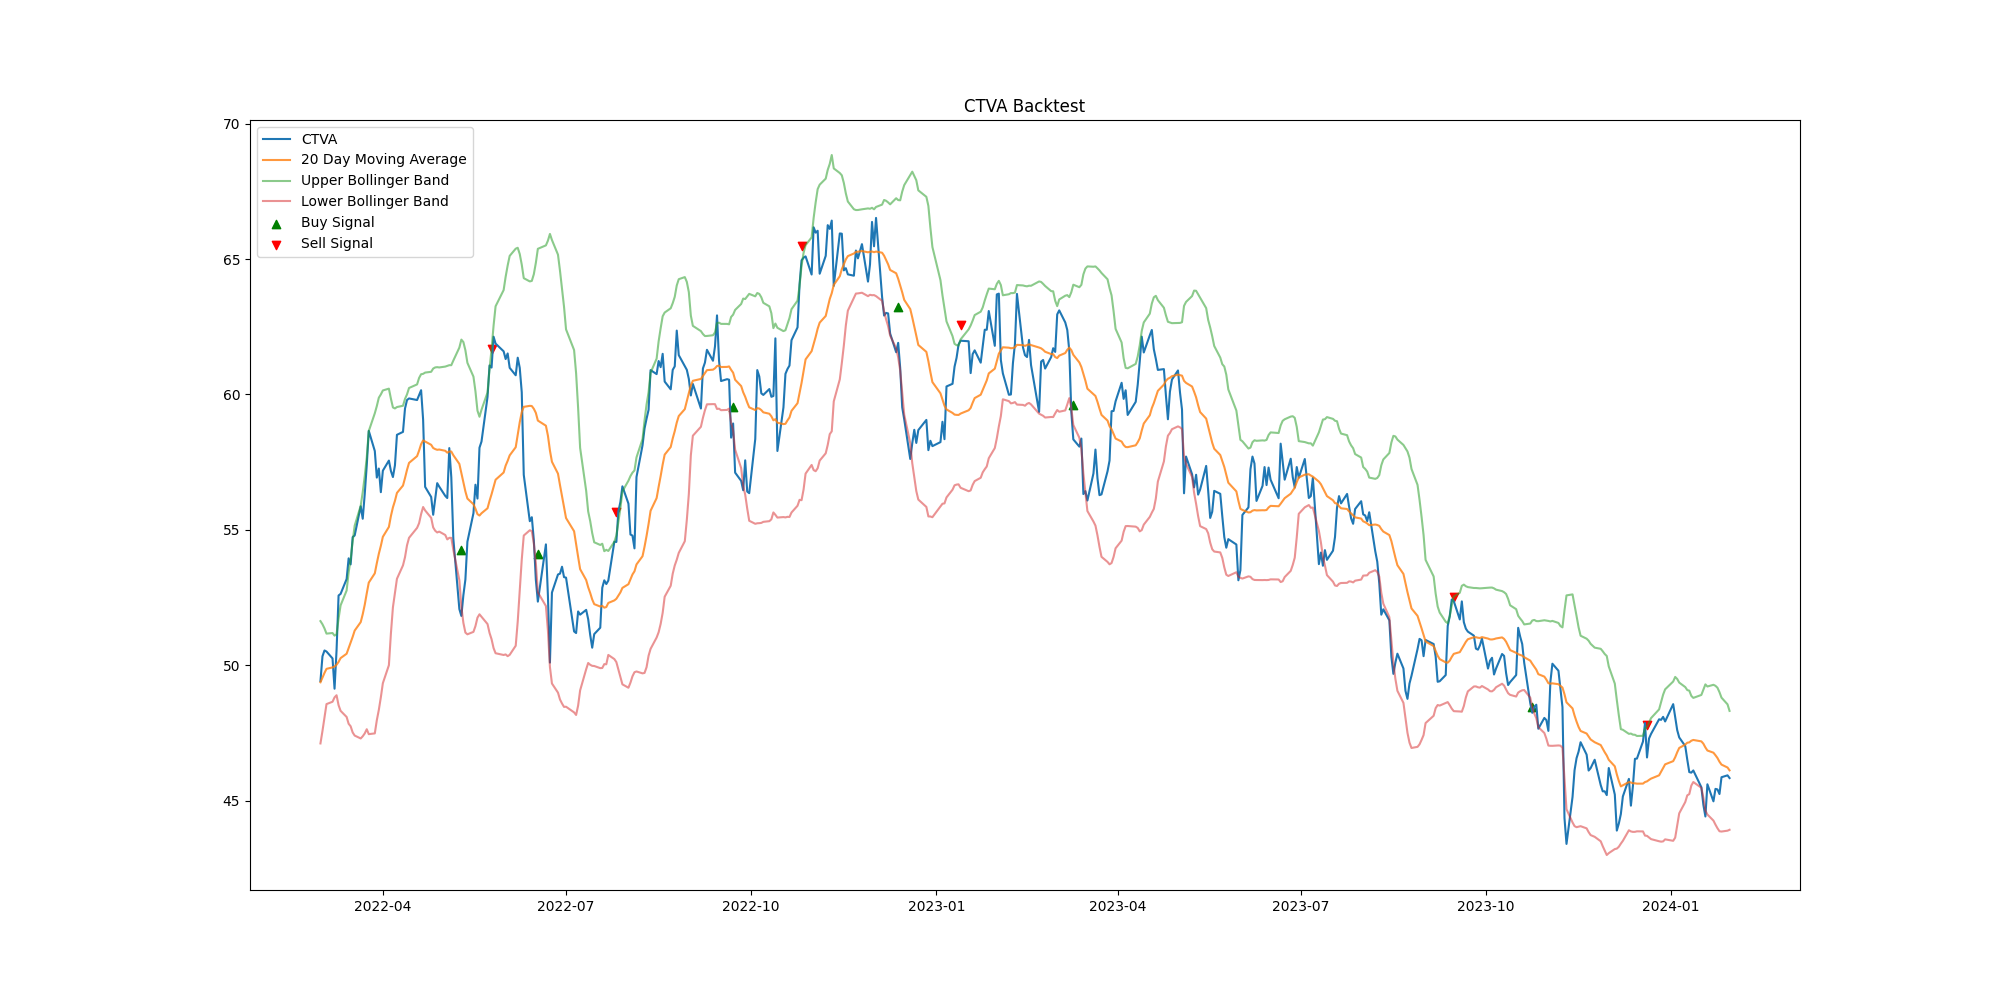 CTVA Backtest
CTVA
20 Day Moving Average
Upper Bollinger Band
Lower Bollinger Band
Buy Signal
Sell Signal
70
65
60
55
50
45
2022-04 2022-07 2022-10 2023-01 2023-04 2023-07 2023-10 2024-01